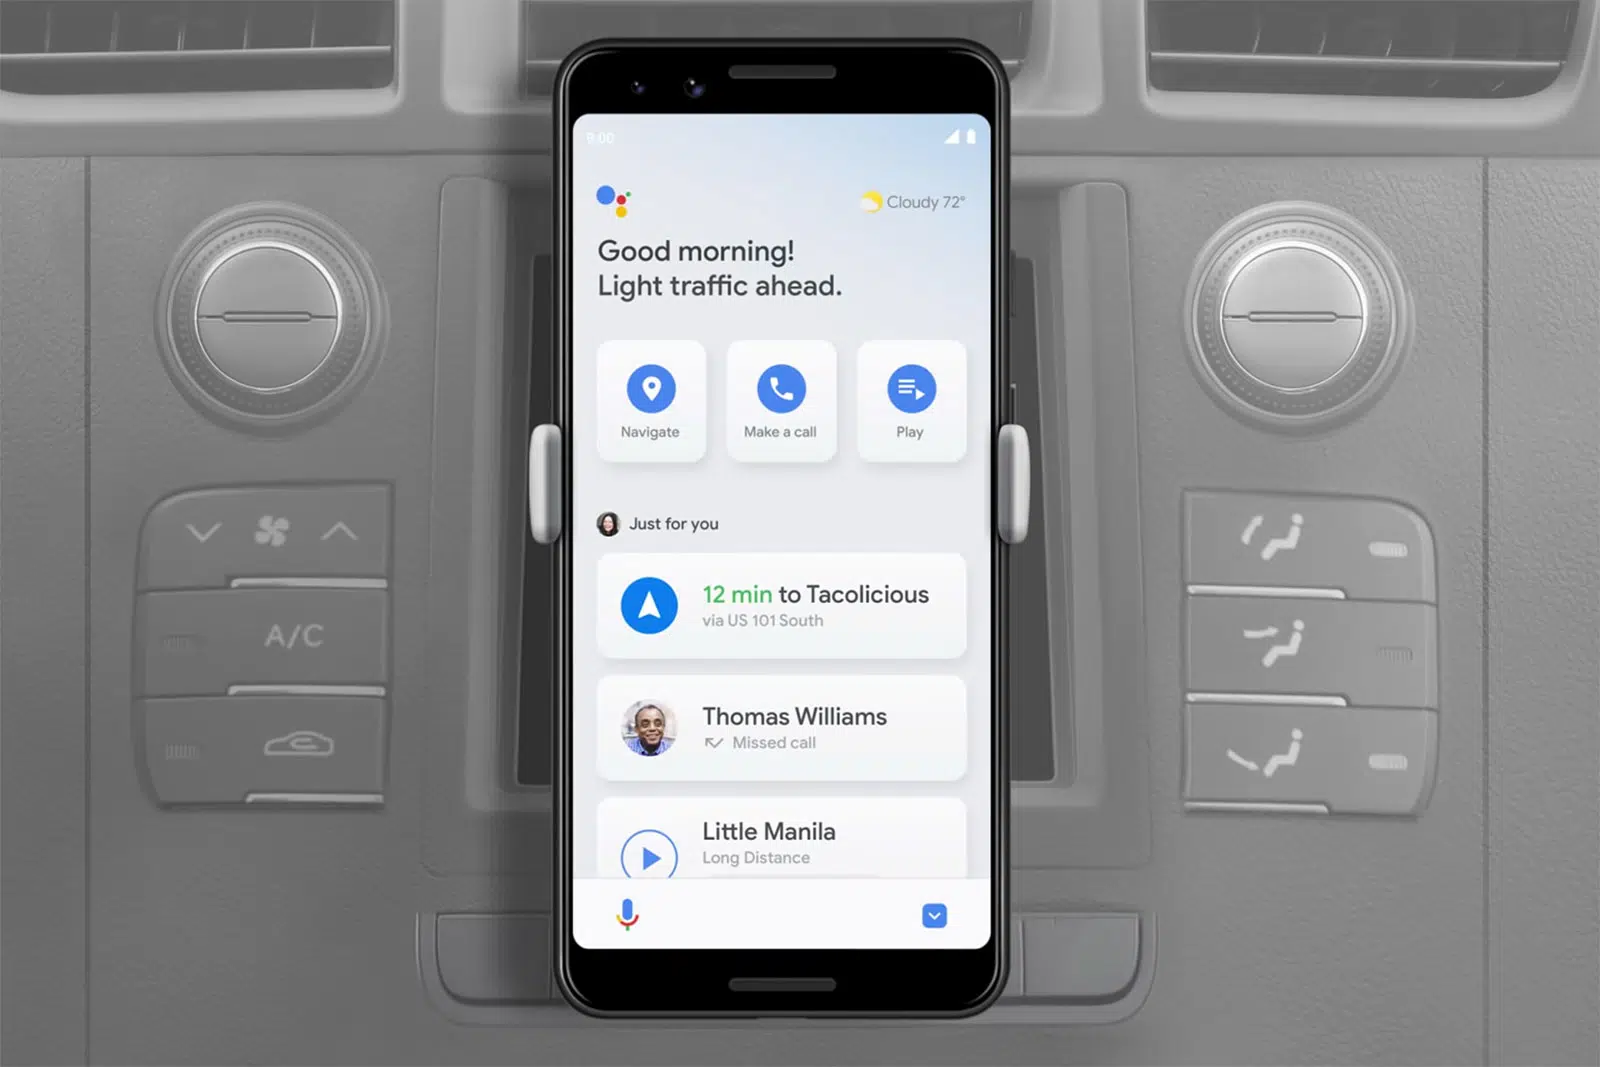 9:00
Cloudy 72°
Good morning!
Light traffic ahead.
Navigate
Make a call
Play
Just for you
12 min to Tacolicious
via US 101 South
A/C
Thomas Williams
Missed call
Little Manila
Long Distance